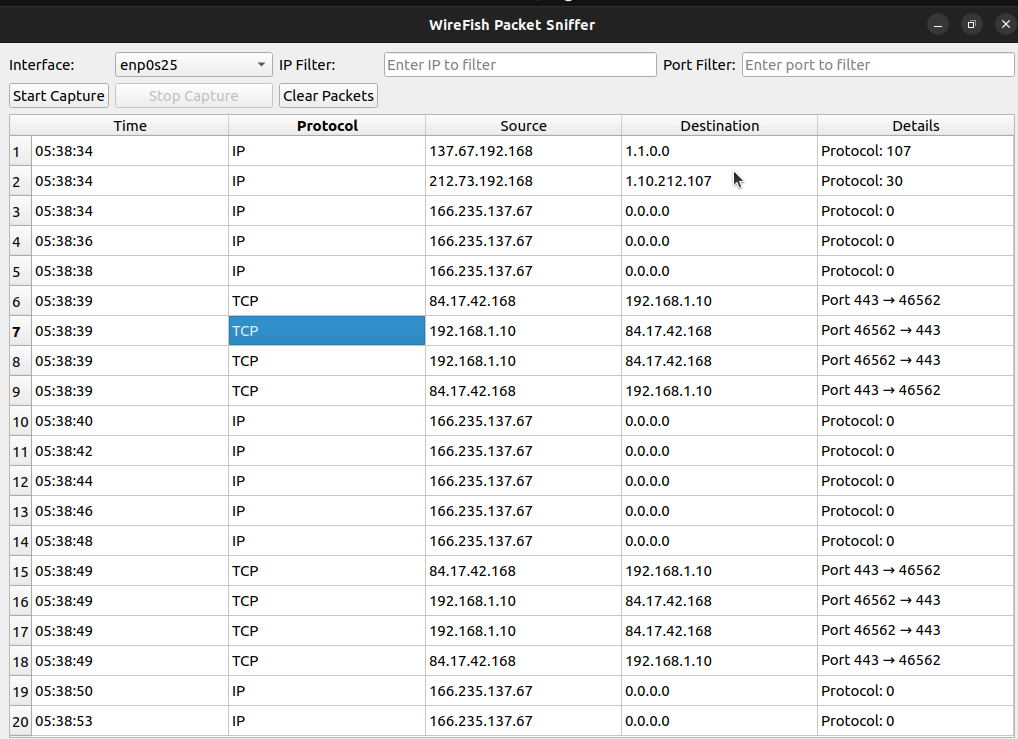 WireFish Packet Sniffer
Interface: enp0s25 IP Filter: Enter IP to filter Port Filter: Enter port to filter
Start Capture Stop Capture Clear Packets
Time Protocol Source Destination Details
1 05:38:34 IP 137.67.192.168 1.1.0.0 Protocol: 107
2 05:38:34 IP 212.73.192.168 1.10.212.107 Protocol: 30
3 05:38:34 IP 166.235.137.67 0.0.0.0 Protocol: 0
4 05:38:36 IP 166.235.137.67 0.0.0.0 Protocol: 0
5 05:38:38 IP 166.235.137.67 0.0.0.0 Protocol: 0
6 05:38:39 TCP 84.17.42.168 192.168.1.10 Port 443 → 46562
7 05:38:39 TCP 192.168.1.10 84.17.42.168 Port 46562 → 443
8 05:38:39 TCP 192.168.1.10 84.17.42.168 Port 46562 → 443
9 05:38:39 TCP 84.17.42.168 192.168.1.10 Port 443 → 46562
10 05:38:40 IP 166.235.137.67 0.0.0.0 Protocol: 0
11 05:38:42 IP 166.235.137.67 0.0.0.0 Protocol: 0
12 05:38:44 IP 166.235.137.67 0.0.0.0 Protocol: 0
13 05:38:46 IP 166.235.137.67 0.0.0.0 Protocol: 0
14 05:38:48 IP 166.235.137.67 0.0.0.0 Protocol: 0
15 05:38:49 TCP 84.17.42.168 192.168.1.10 Port 443 → 46562
16 05:38:49 TCP 192.168.1.10 84.17.42.168 Port 46562 → 443
17 05:38:49 TCP 192.168.1.10 84.17.42.168 Port 46562 → 443
18 05:38:49 TCP 84.17.42.168 192.168.1.10 Port 443 → 46562
19 05:38:50 IP 166.235.137.67 0.0.0.0 Protocol: 0
20 05:38:53 IP 166.235.137.67 0.0.0.0 Protocol: 0